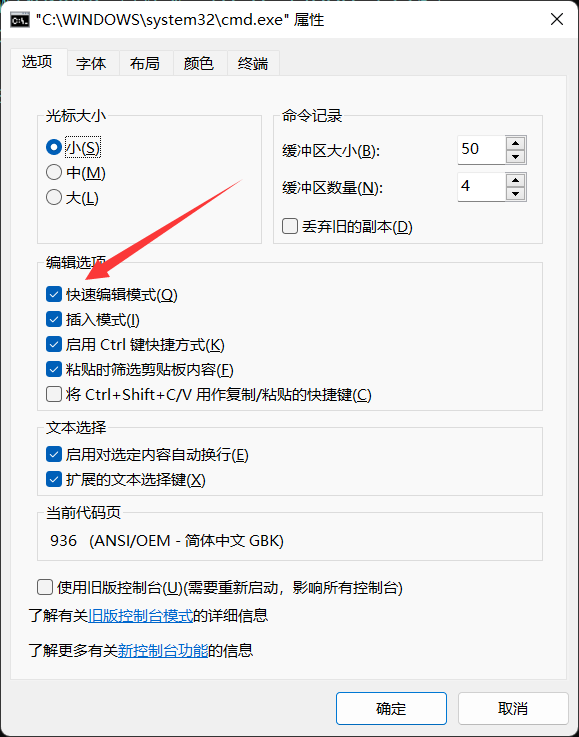 "C:\WINDOWS\system32\cmd.exe" 属性
选项 字体 布局 颜色 终端
光标大小
小(S)
中(M)
大(L)
命令记录
缓冲区大小(B): 50
缓冲区数量(N): 4
丢弃旧的副本(D)
编辑选项
快速编辑模式(Q)
插入模式(I)
启用 Ctrl 键快捷方式(K)
粘贴时筛选剪贴板内容(F)
将 Ctrl+Shift+C/V 用作复制/粘贴的快捷键(C)
文本选择
启用对选定内容自动换行(E)
扩展的文本选择键(X)
当前代码页
936 (ANSI/OEM - 简体中文 GBK)
使用旧版控制台(U)(需要重新启动，影响所有控制台)
了解有关旧版控制台模式的详细信息
了解更多有关新控制台功能的信息
确定 取消